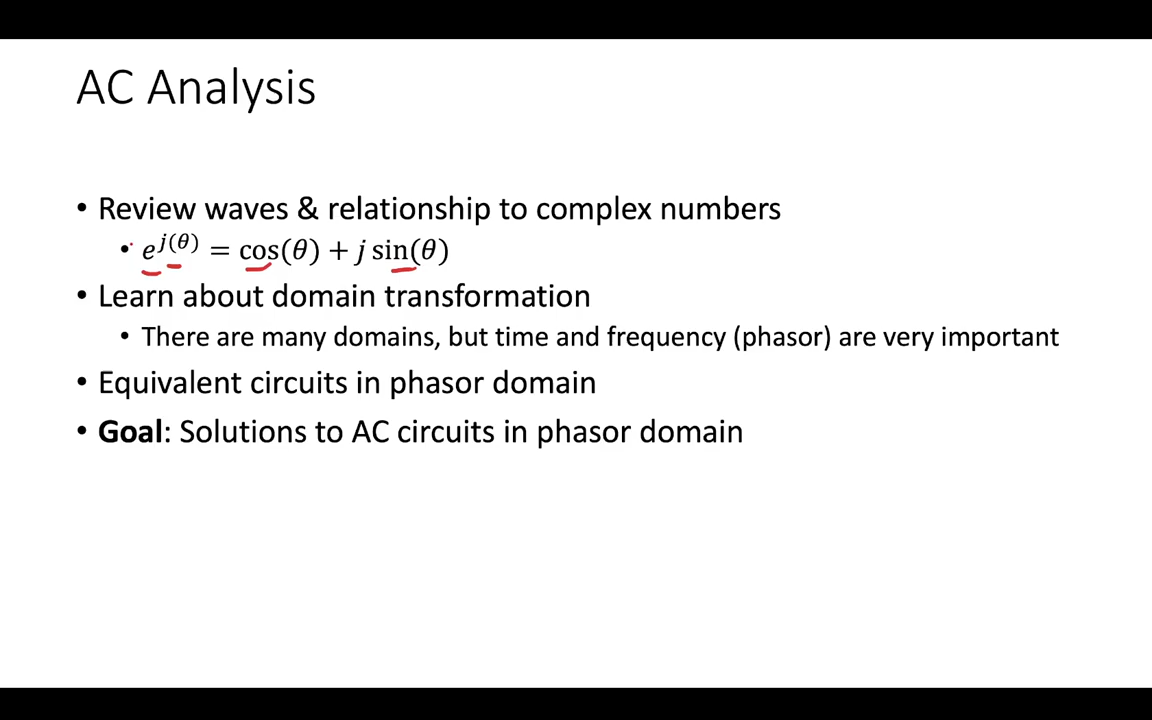 AC Analysis
• Review waves & relationship to complex numbers
• e^{j(θ)} = cos(θ) + j sin(θ)
• Learn about domain transformation
• There are many domains, but time and frequency (phasor) are very important
• Equivalent circuits in phasor domain
• Goal: Solutions to AC circuits in phasor domain